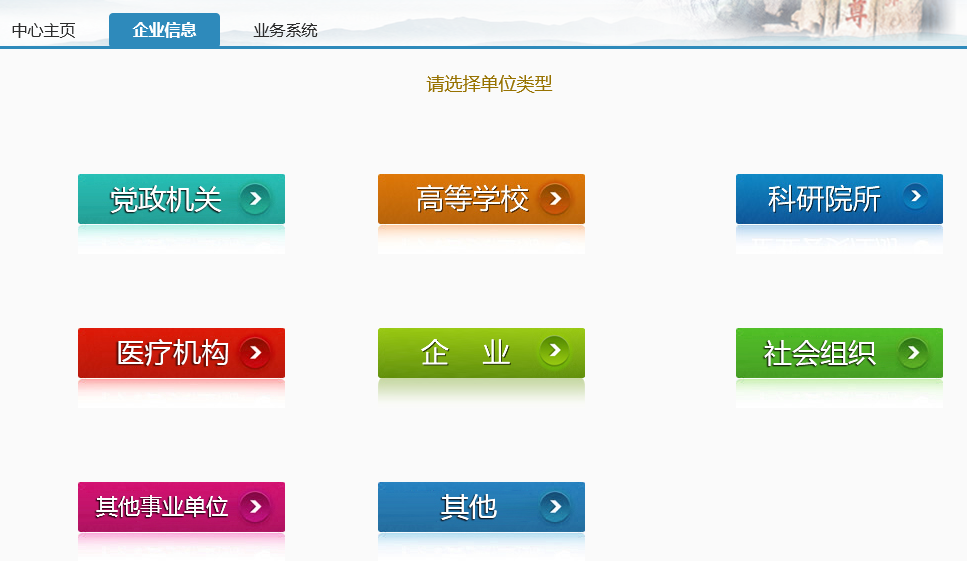 尊
中心主页 企业信息 业务系统
请选择单位类型
党政机关 高等学校 科研院所
医疗机构 企 业 社会组织
其他事业单位 其他